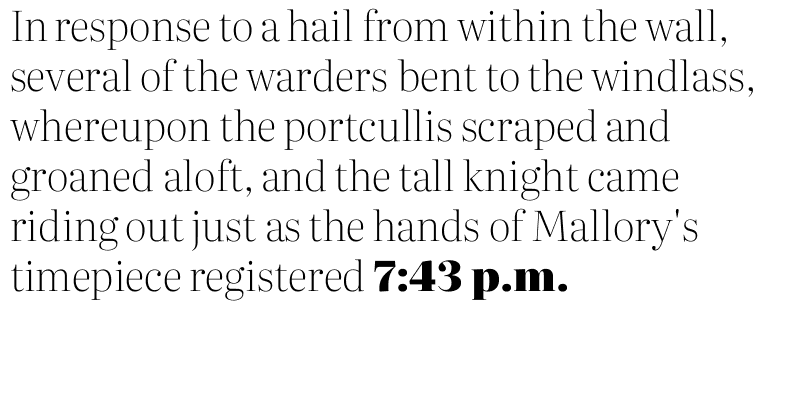 In response to a hail from within the wall,
several of the warders bent to the windlass,
whereupon the portcullis scraped and
groaned aloft, and the tall knight came
riding out just as the hands of Mallory's
timepiece registered 7:43 p.m.